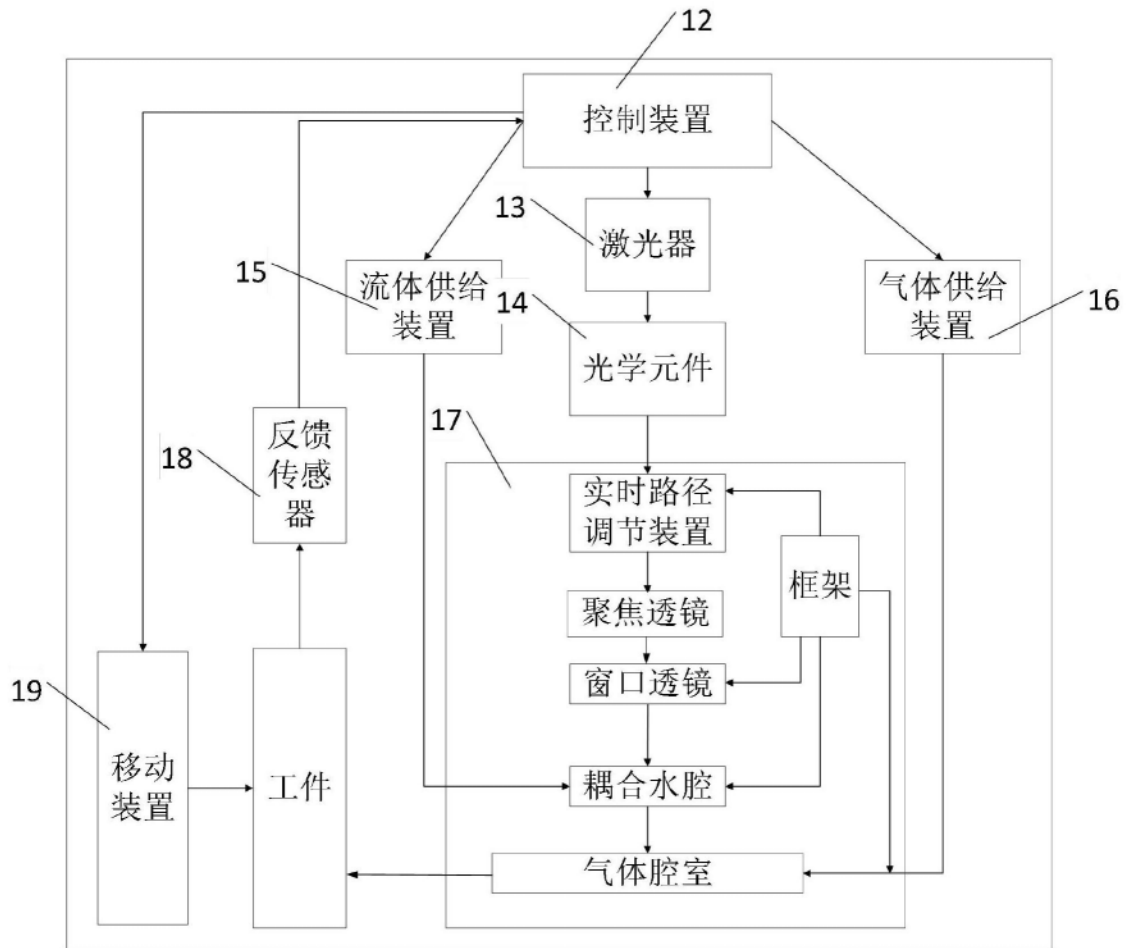 12
控制装置
13
激光器
15
流体供给
装置
14
光学元件
气体供给
装置
16
17
18
反馈
传感
器
实时路径
调节装置
框架
聚焦透镜
窗口透镜
19
移动
装置
工件
耦合水腔
气体腔室